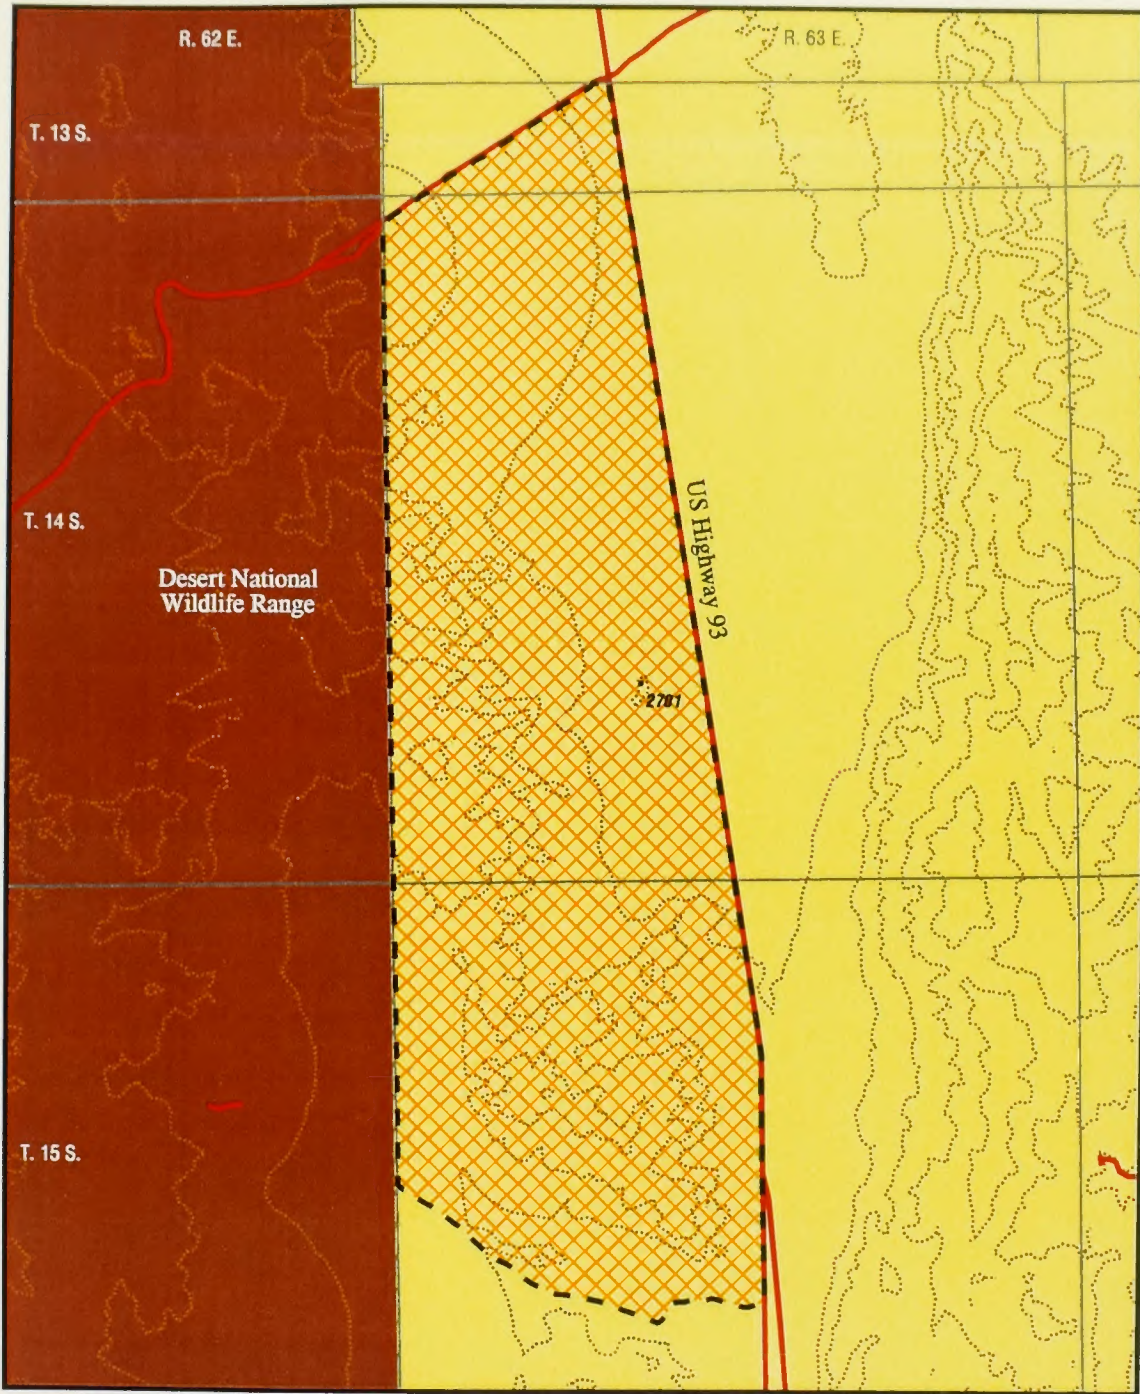 R. 62 E.
R. 63 E.
T. 13 S.
T. 14 S.
Desert National
Wildlife Range
US Highway 93
2701
T. 15 S.